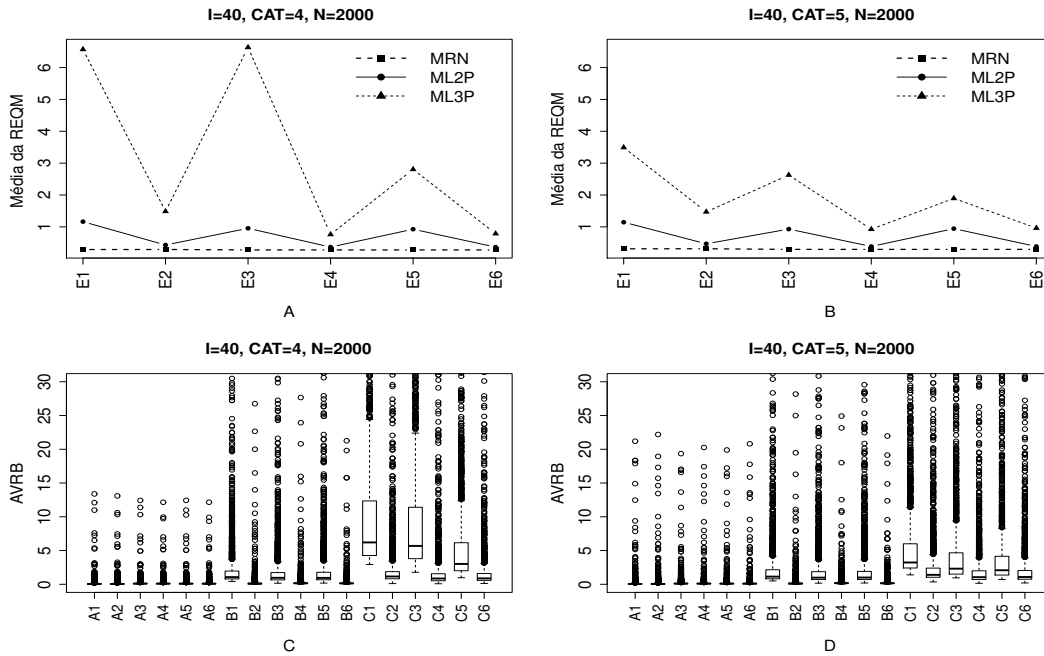 I=40, CAT=4, N=2000
Média da REQM
6
5
4
3
2
1
MRN
ML2P
ML3P
E1 E2 E3 E4 E5 E6
A
I=40, CAT=5, N=2000
Média da REQM
6
5
4
3
2
1
MRN
ML2P
ML3P
E1 E2 E3 E4 E5 E6
B
I=40, CAT=4, N=2000
AVRB
30
25
20
15
10
5
0
A1 A2 A3 A4 A5 A6 B1 B2 B3 B4 B5 B6 C1 C2 C3 C4 C5 C6
C
I=40, CAT=5, N=2000
AVRB
30
25
20
15
10
5
0
A1 A2 A3 A4 A5 A6 B1 B2 B3 B4 B5 B6 C1 C2 C3 C4 C5 C6
D